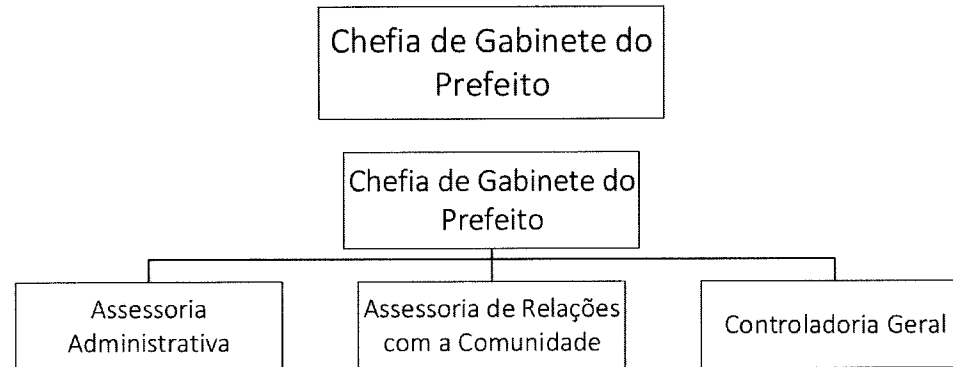 Chefia de Gabinete do
Prefeito
Chefia de Gabinete do
Prefeito
Assessoria
Administrativa
Assessoria de Relações
com a Comunidade
Controladoria Geral